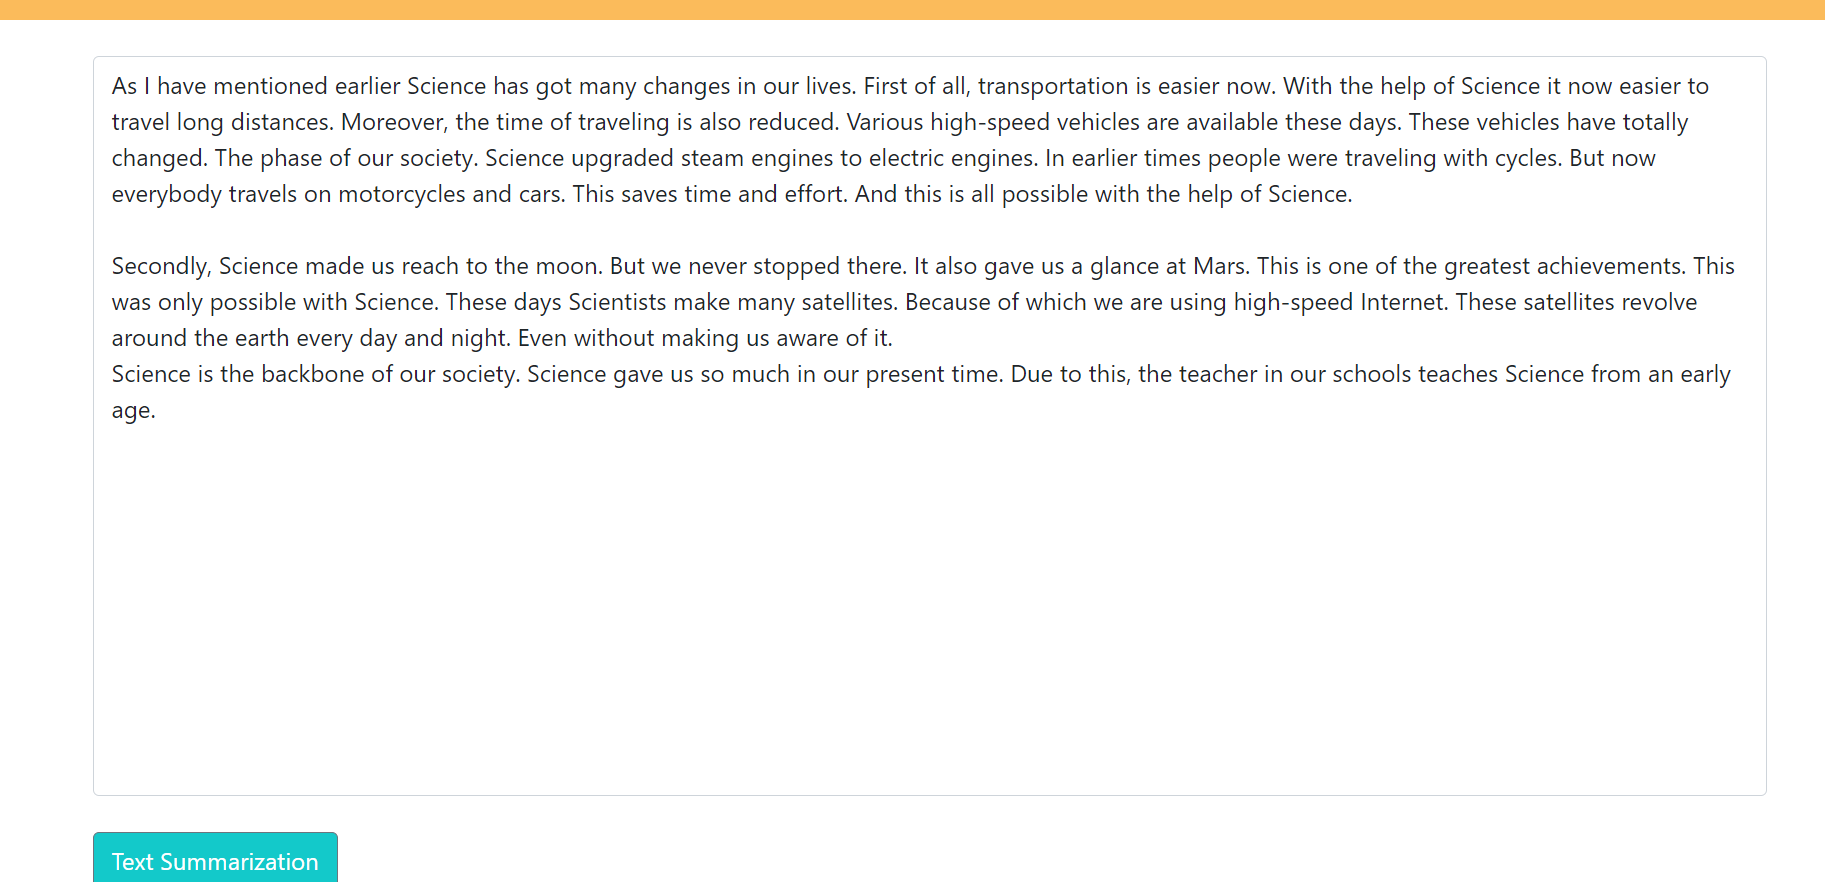 As I have mentioned earlier Science has got many changes in our lives. First of all, transportation is easier now. With the help of Science it now easier to
travel long distances. Moreover, the time of traveling is also reduced. Various high-speed vehicles are available these days. These vehicles have totally
changed. The phase of our society. Science upgraded steam engines to electric engines. In earlier times people were traveling with cycles. But now
everybody travels on motorcycles and cars. This saves time and effort. And this is all possible with the help of Science.
Secondly, Science made us reach to the moon. But we never stopped there. It also gave us a glance at Mars. This is one of the greatest achievements. This
was only possible with Science. These days Scientists make many satellites. Because of which we are using high-speed Internet. These satellites revolve
around the earth every day and night. Even without making us aware of it.
Science is the backbone of our society. Science gave us so much in our present time. Due to this, the teacher in our schools teaches Science from an early
age.
Text Summarization